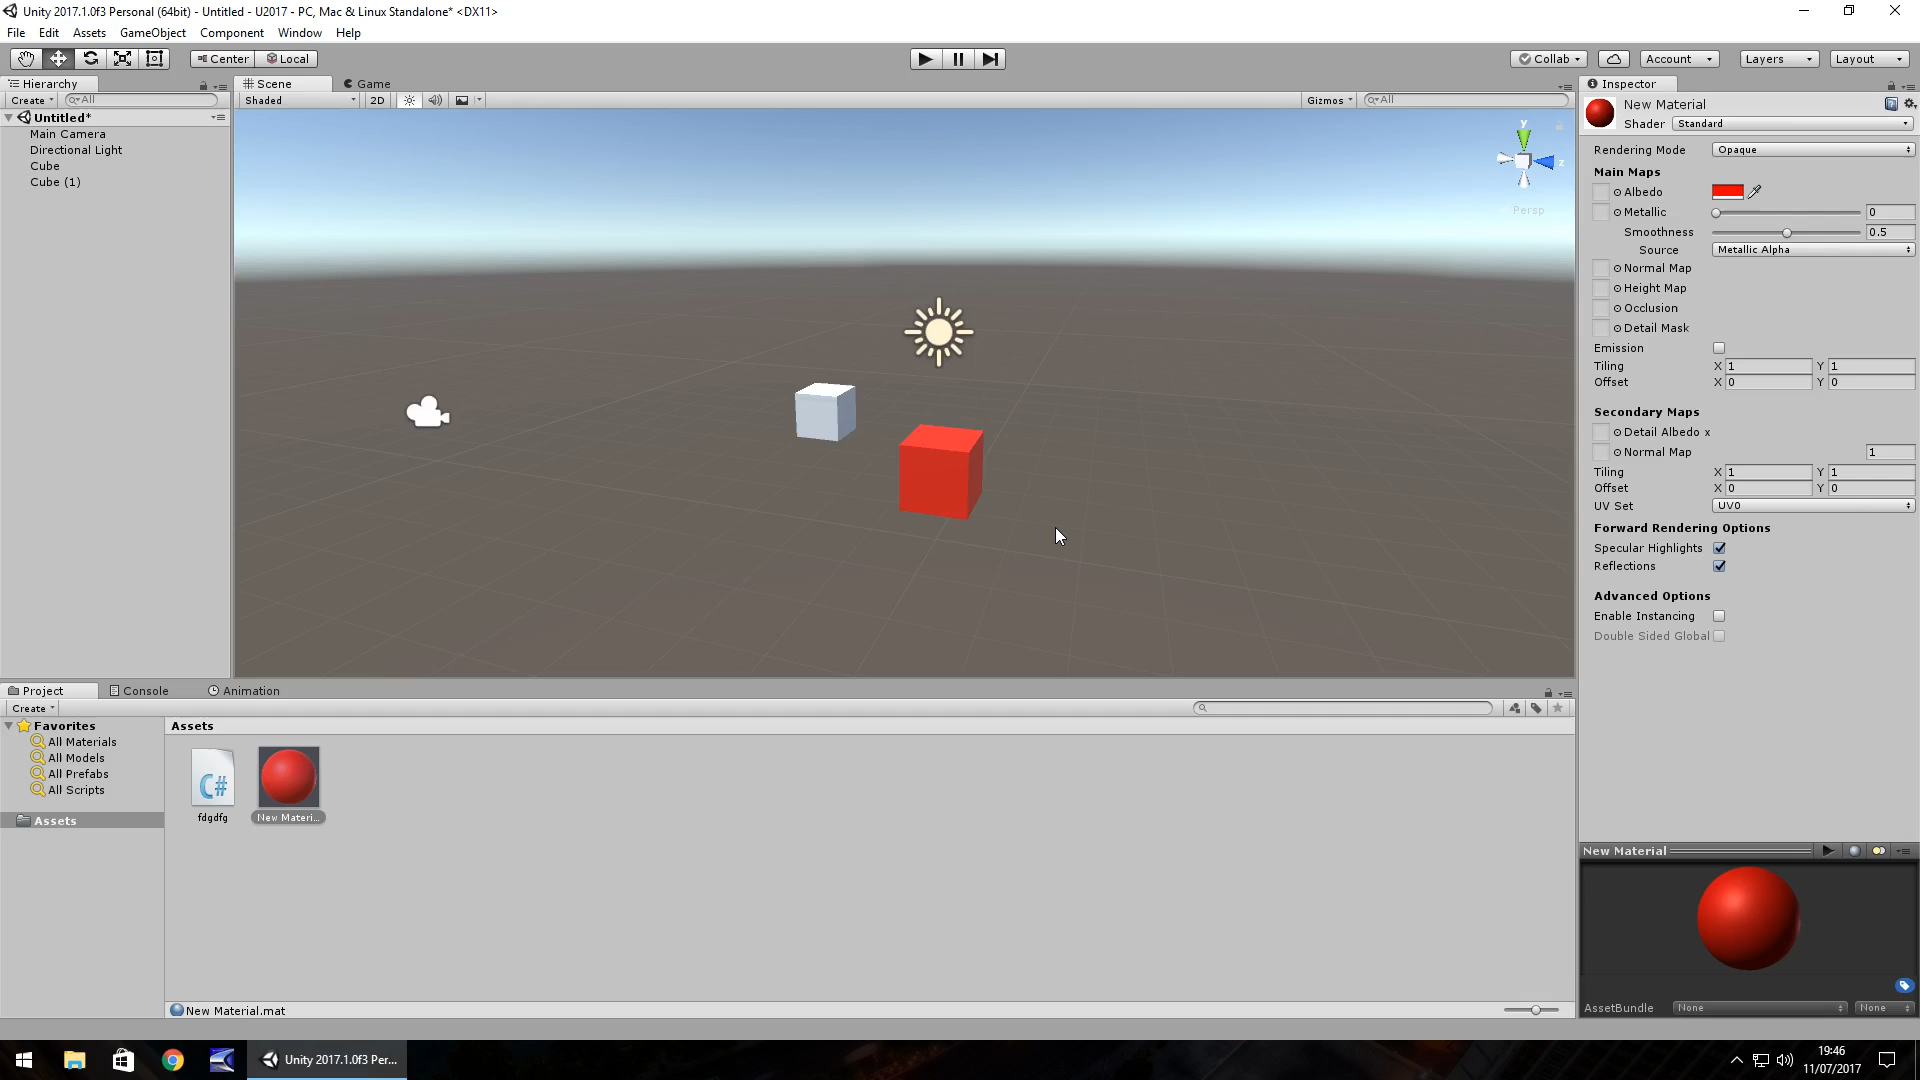 Unity 2017.1.0f3 Personal (64bit) - Untitled - U2017 - PC, Mac & Linux Standalone* <DX11>
File Edit Assets GameObject Component Window Help
Center Local Collab Account Layers Layout
Hierarchy Scene Game Inspector
Create All Shaded 2D Gizmos All
New Material
Shader Standard
Untitled*
Main Camera
Directional Light
Cube
Cube (1)
y
z
Persp
Rendering Mode Opaque
Main Maps
Albedo
Metallic 0
Smoothness 0.5
Source Metallic Alpha
Normal Map
Height Map
Occlusion
Detail Mask
Emission
Tiling X 1 Y 1
Offset X 0 Y 0
Secondary Maps
Detail Albedo x
Normal Map 1
Tiling X 1 Y 1
Offset X 0 Y 0
UV Set UV0
Forward Rendering Options
Specular Highlights
Reflections
Advanced Options
Enable Instancing
Double Sided Global
Project Console Animation
Create
Favorites
All Materials
All Models
All Prefabs
All Scripts
Assets
Assets
C#
fdgdfg
New Materi...
New Material.mat
New Material
AssetBundle None None
Unity 2017.1.0f3 Per...
19:46
11/07/2017